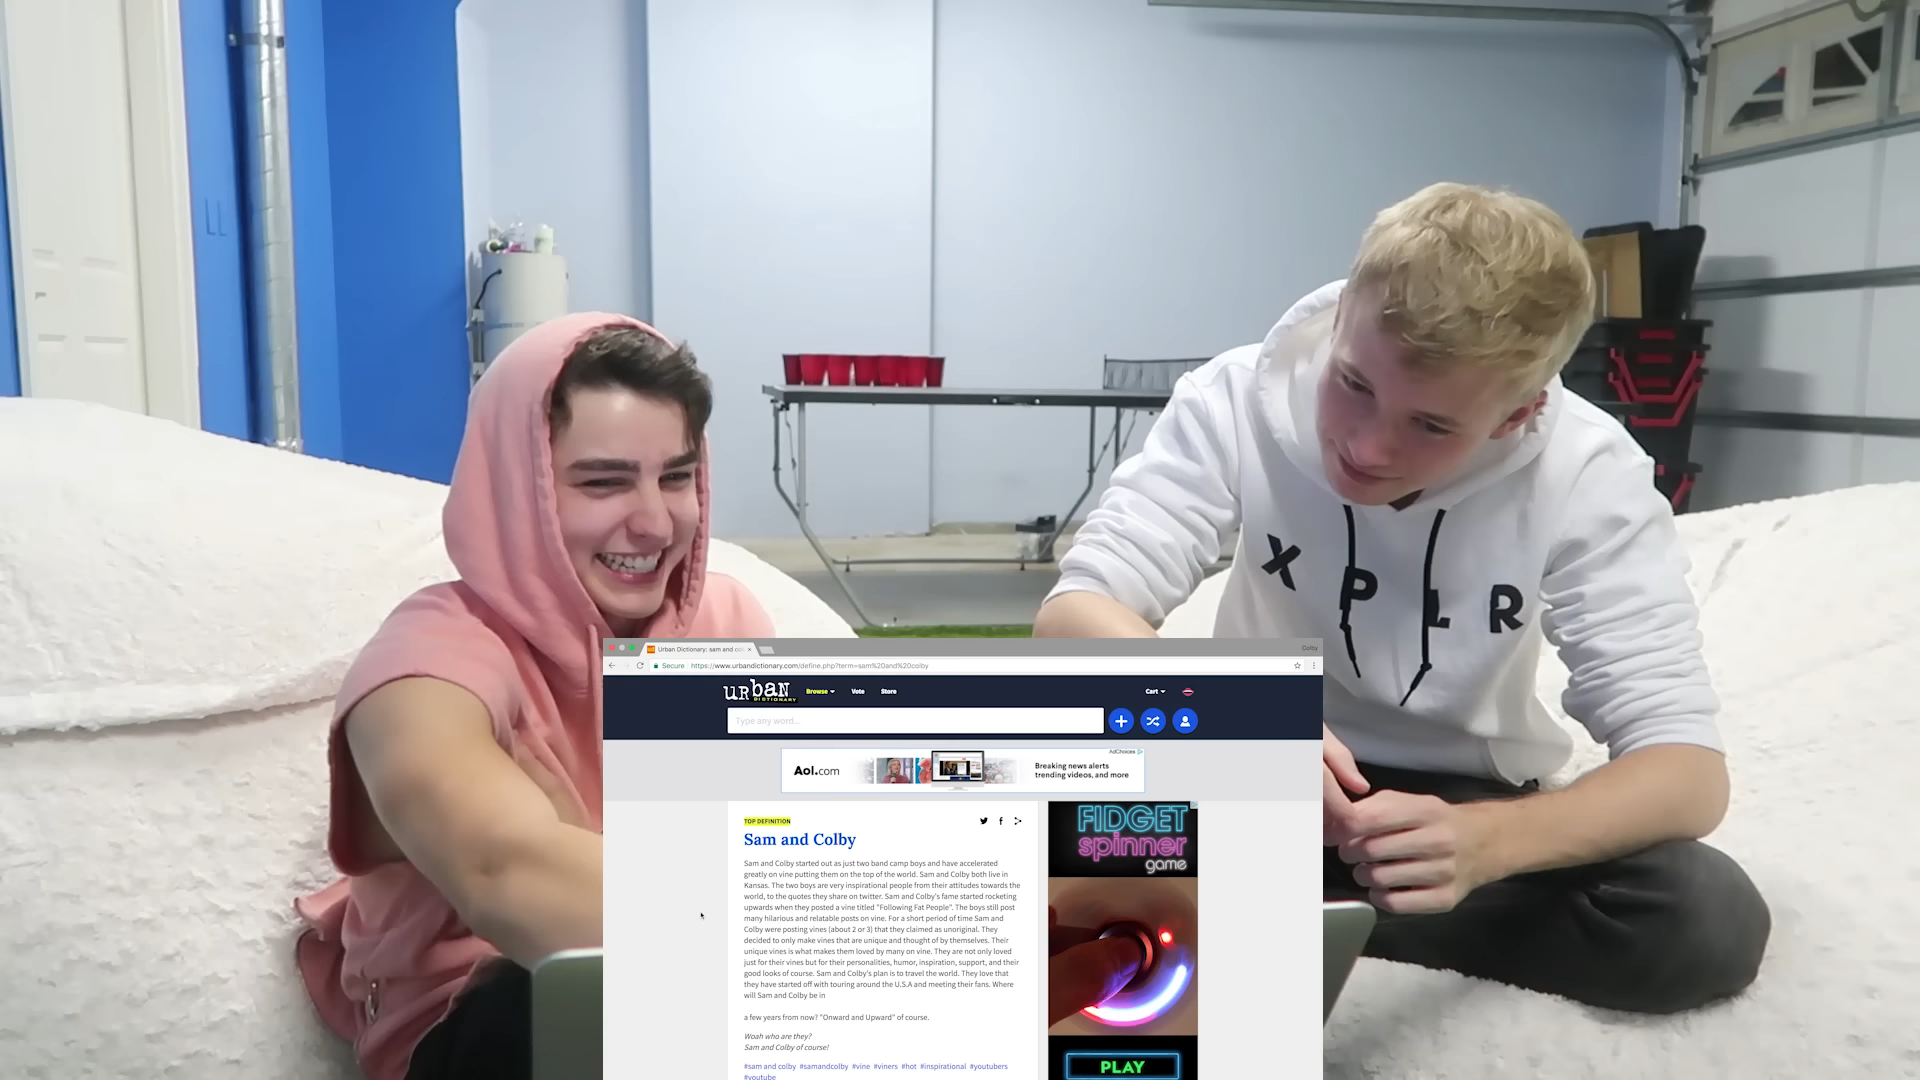 LL
X P L R
Urban Dictionary: sam and co
Colby
Secure
https://www.urbandictionary.com/define.php?term=sam%20and%20colby
urban
DICTIONARY
Browse
Vote
Store
Cart
Type any word...
AdChoices
Aol.com
Breaking news alerts
trending videos, and more
TOP DEFINITION
Sam and Colby
Sam and Colby started out as just two band camp boys and have accelerated
greatly on vine putting them on the top of the world. Sam and Colby both live in
Kansas. The two boys are very inspirational people from their attitudes towards the
world, to the quotes they share on twitter. Sam and Colby's fame started rocketing
upwards when they posted a vine titled "Following Fat People". The boys still post
many hilarious and relatable posts on vine. For a short period of time Sam and
Colby were posting vines (about 2 or 3) that they claimed as unoriginal. They
decided to only make vines that are unique and thought of by themselves. Their
unique vines is what makes them loved by many on vine. They are not only loved
just for their vines but for their personalities, humor, inspiration, support, and their
good looks of course. Sam and Colby's plan is to travel the world. They love that
they have started off with touring around the U.S.A and meeting their fans. Where
will Sam and Colby be in
a few years from now? "Onward and Upward" of course.
Woah who are they?
Sam and Colby of course!
#sam and colby #samandcolby #vine #viners #hot #inspirational #youtubers
#youtube
FIDGET
spinner
game
PLAY